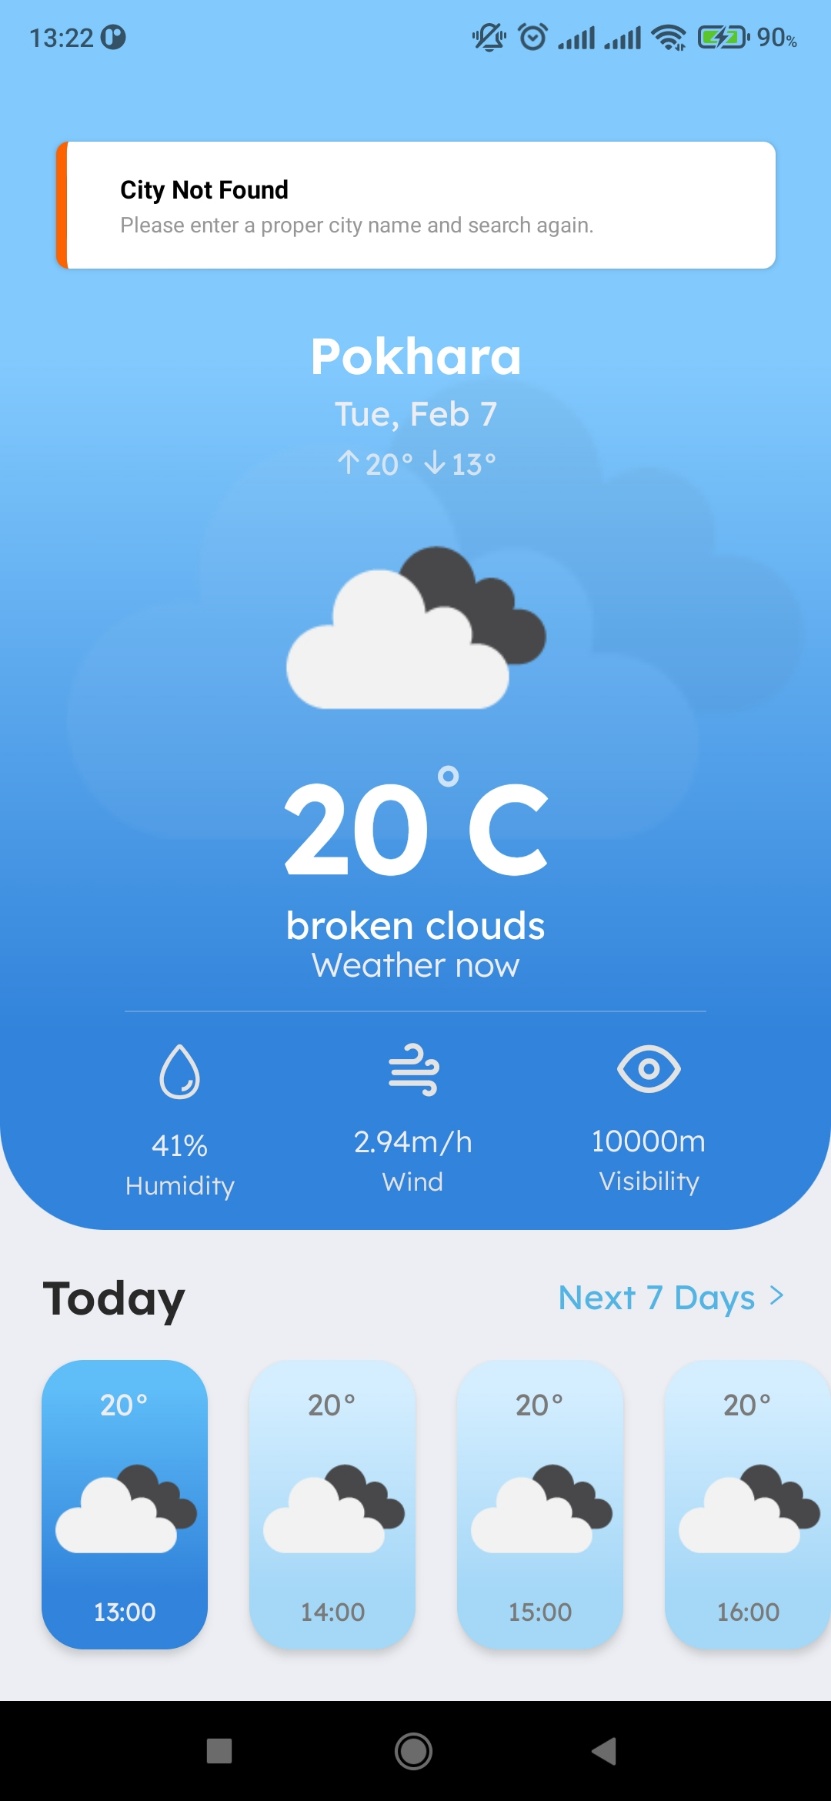 13:22 90%
City Not Found
Please enter a proper city name and search again.
Pokhara
Tue, Feb 7
↑20° ↓13°
20°C
broken clouds
Weather now
41% 2.94m/h 10000m
Humidity Wind Visibility
Today Next 7 Days >
20° 20° 20° 20°
13:00 14:00 15:00 16:00